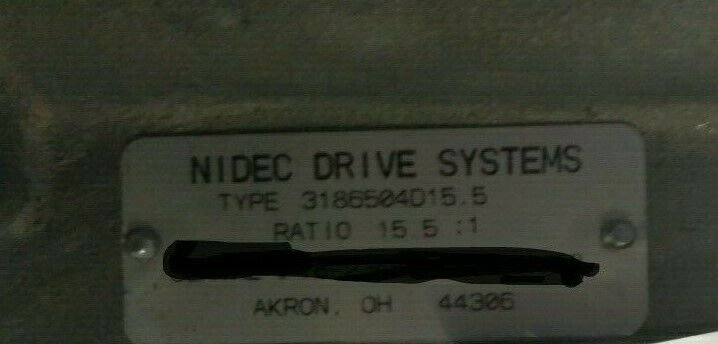 NIDEC DRIVE SYSTEMS
TYPE 3186504D15.5
RATIO 15 5 :1
AKRON, OH 44306